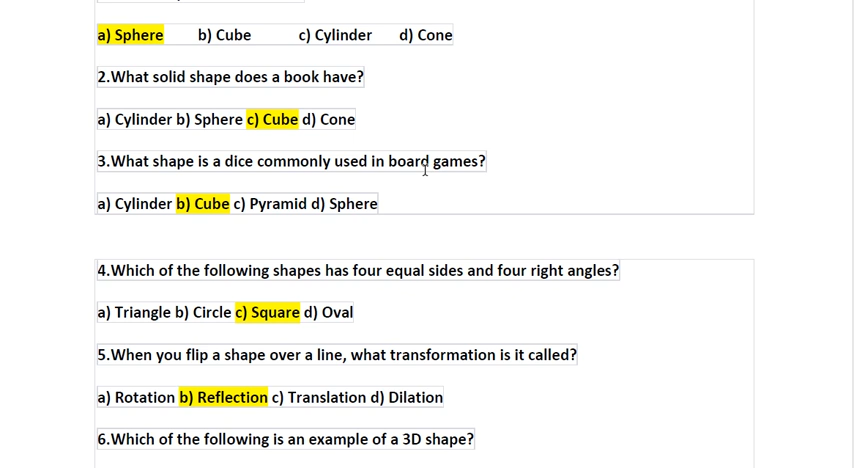 a) Sphere b) Cube c) Cylinder d) Cone
2.What solid shape does a book have?
a) Cylinder b) Sphere c) Cube d) Cone
3.What shape is a dice commonly used in board games?
a) Cylinder b) Cube c) Pyramid d) Sphere
4.Which of the following shapes has four equal sides and four right angles?
a) Triangle b) Circle c) Square d) Oval
5.When you flip a shape over a line, what transformation is it called?
a) Rotation b) Reflection c) Translation d) Dilation
6.Which of the following is an example of a 3D shape?